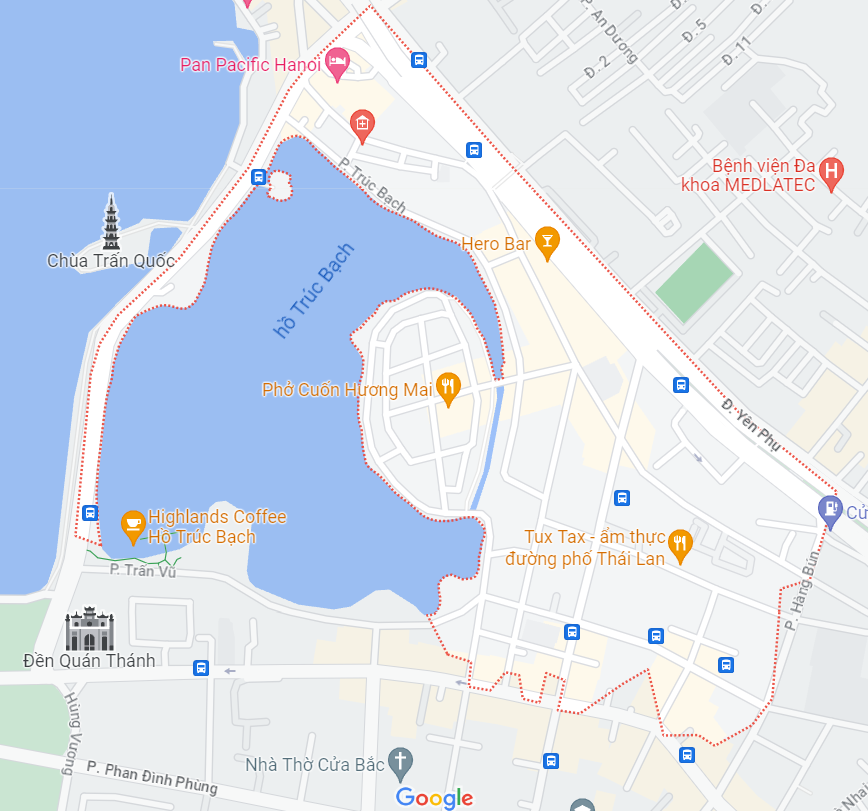 P. An Dương
Đ. 5
Đ. 11
Đ. 2
Pan Pacific Hanoi
Bệnh viện Đa
khoa MEDLATEC
P. Trúc Bạch
Hero Bar
Chùa Trấn Quốc
hồ Trúc Bạch
Phở Cuốn Hương Mai
Đ. Yên Phụ
Highlands Coffee
Hồ Trúc Bạch
Cử
Tux Tax - ẩm thực
đường phố Thái Lan
P. Trấn Vũ
P. Hàng Bún
Đền Quán Thánh
Hùng Vương
Nhà Thờ Cửa Bắc
P. Phan Đình Phùng
Google